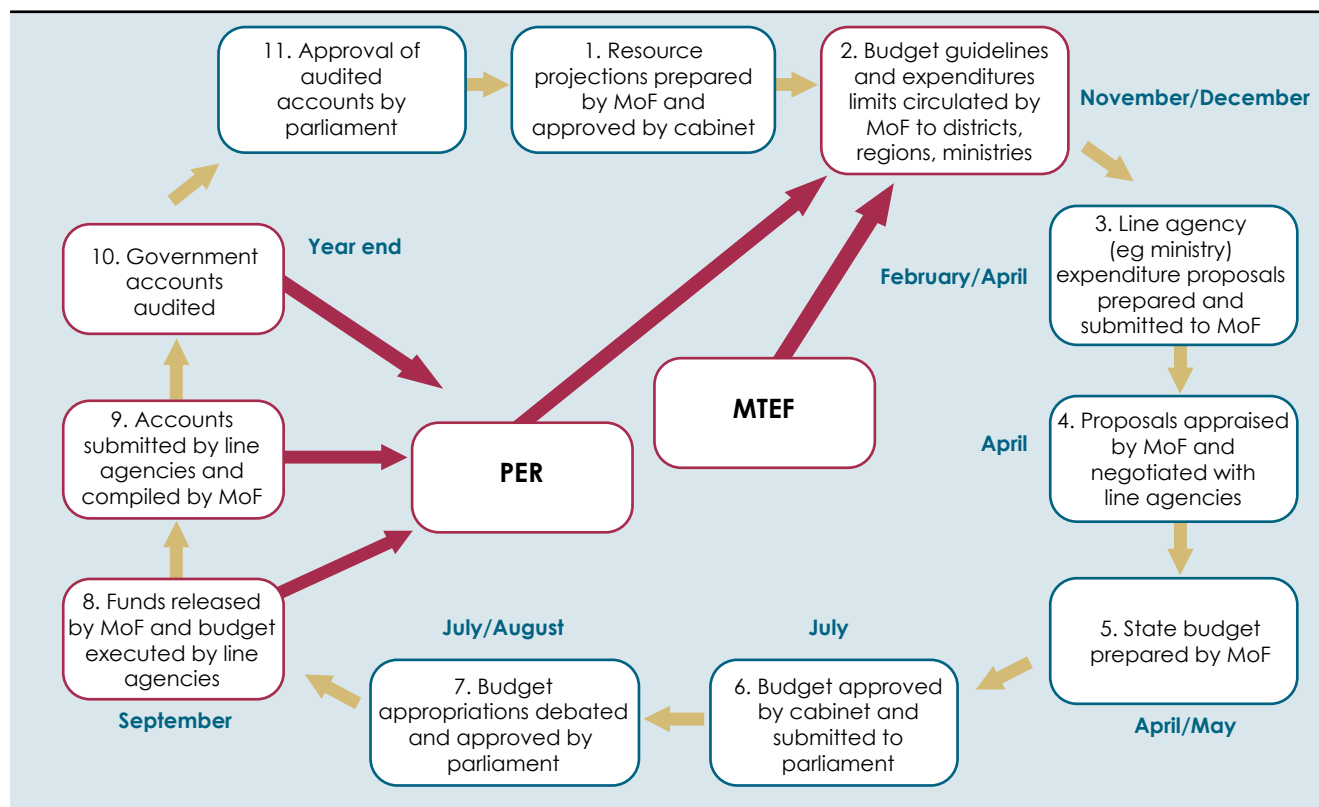 11. Approval of
audited
accounts by
parliament
1. Resource
projections prepared
by MoF and
approved by cabinet
2. Budget guidelines
and expenditures
limits circulated by
MoF to districts,
regions, ministries
November/December
3. Line agency
(eg ministry)
expenditure proposals
prepared and
submitted to MoF
February/April
4. Proposals appraised
by MoF and
negotiated with
line agencies
April
5. State budget
prepared by MoF
April/May
6. Budget approved
by cabinet and
submitted to
parliament
July
7. Budget
appropriations debated
and approved by
parliament
July/August
8. Funds released
by MoF and budget
executed by line
agencies
September
9. Accounts
submitted by line
agencies and
compiled by MoF
10. Government
accounts
audited
Year end
PER
MTEF